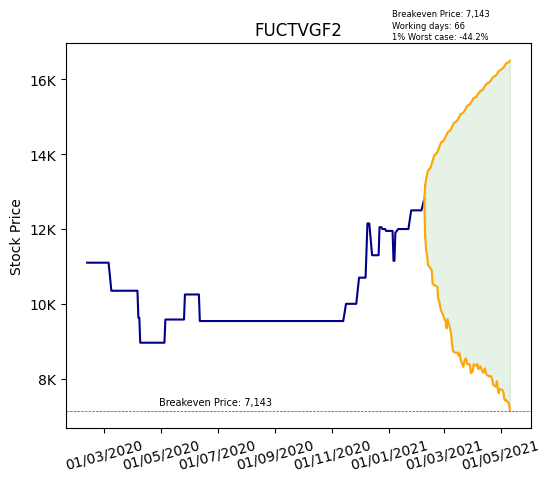 Breakeven Price: 7,143
Working days: 66
1% Worst case: -44.2%
FUCTVGF2
Stock Price
16K
14K
12K
10K
8K
Breakeven Price: 7,143
01/03/2020 01/05/2020 01/07/2020 01/09/2020 01/11/2020 01/01/2021 01/03/2021 01/05/2021